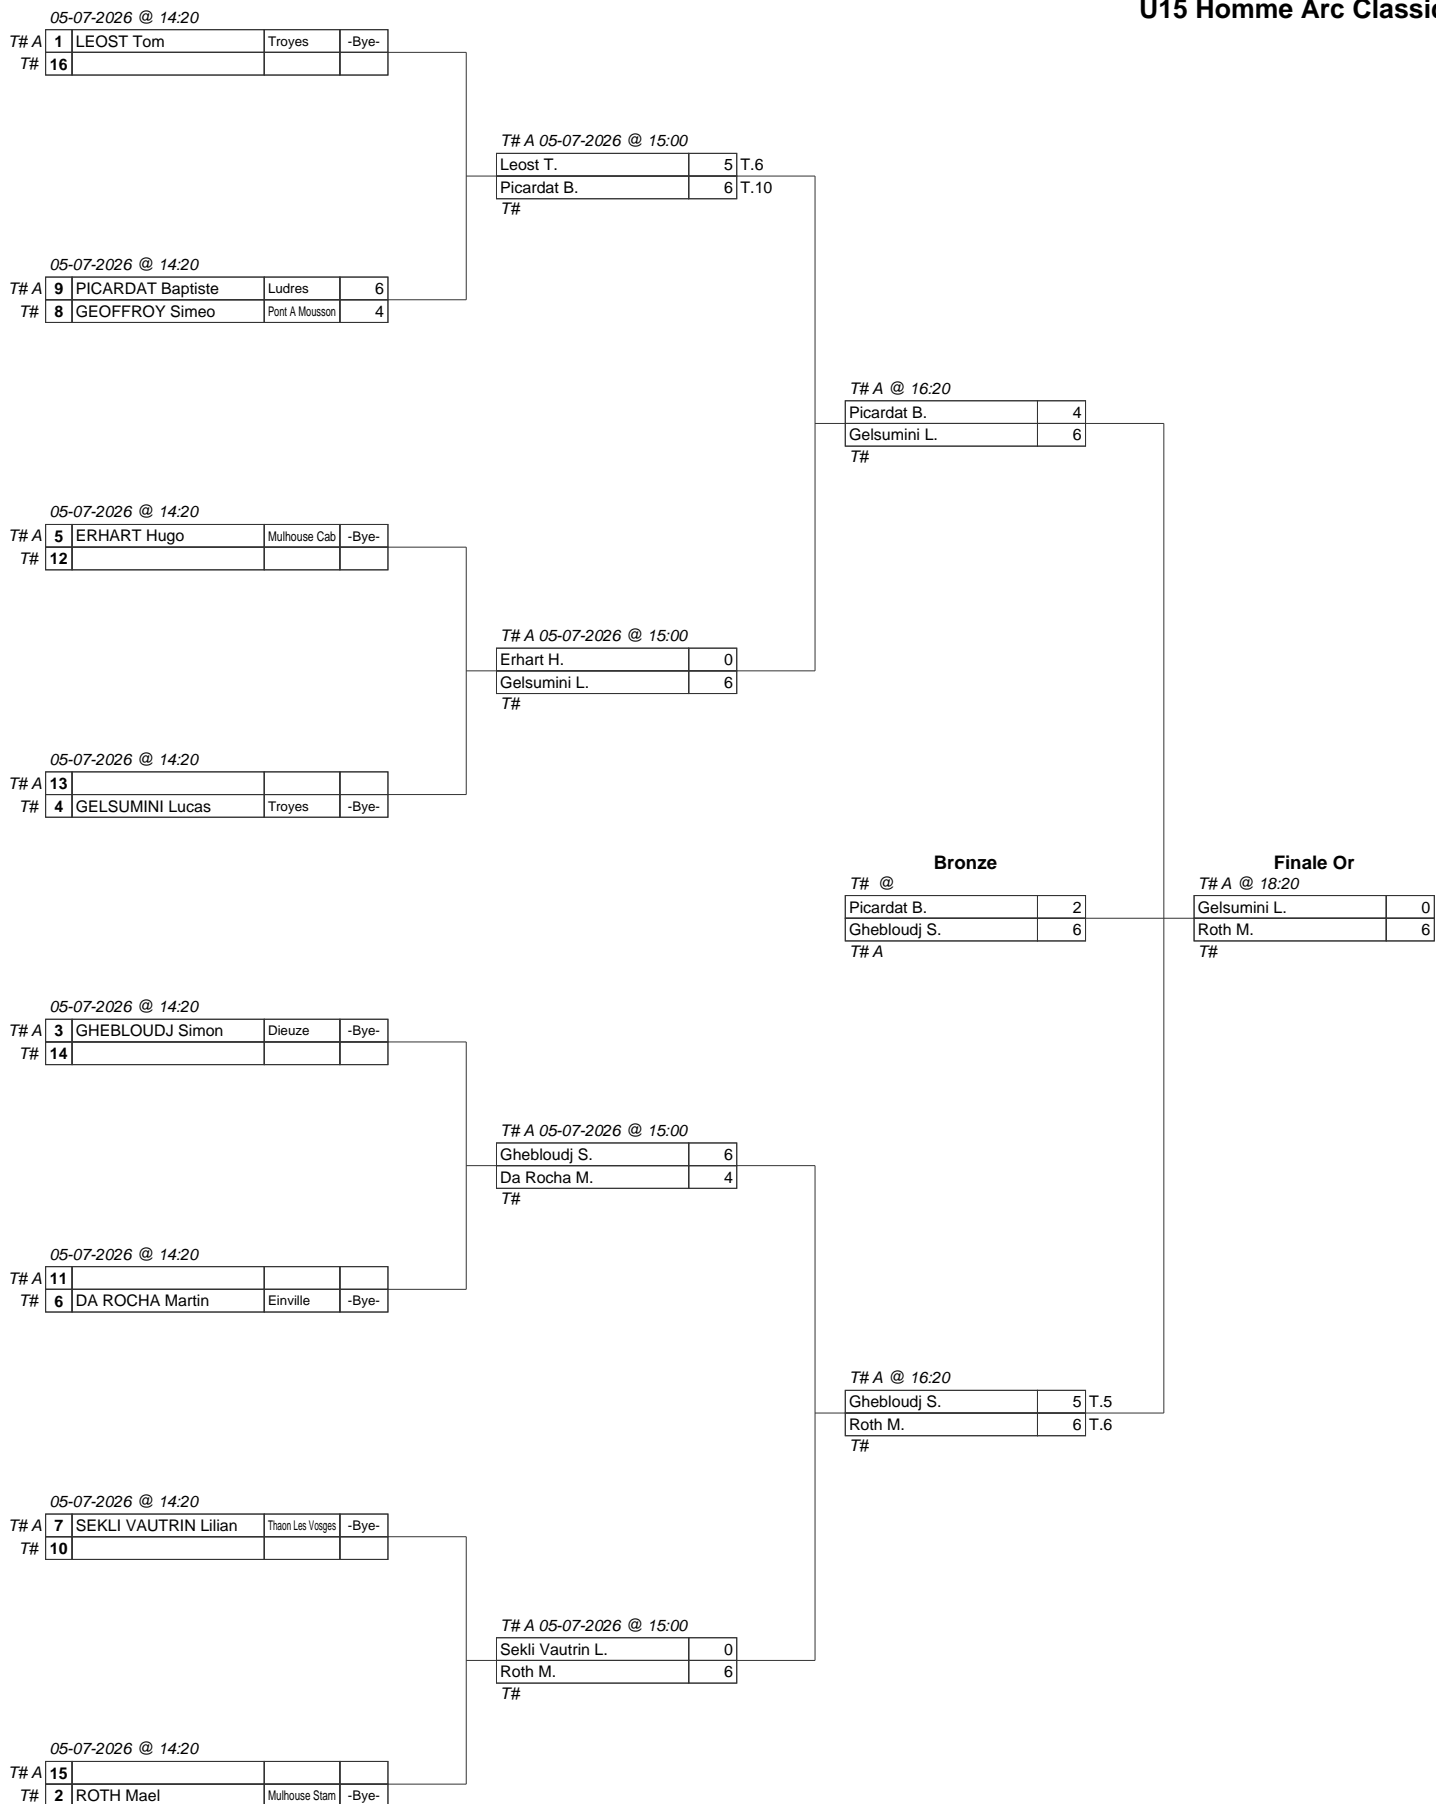 U15 Homme Arc Classi
05-07-2026 @ 14:20
T# A 1 LEOST Tom Troyes -Bye-
T# 16
T# A 05-07-2026 @ 15:00
Leost T. 5 T.6
Picardat B. 6 T.10
T#
05-07-2026 @ 14:20
T# A 9 PICARDAT Baptiste Ludres 6
T# 8 GEOFFROY Simeo Pont A Mousson 4
T# A @ 16:20
Picardat B. 4
Gelsumini L. 6
T#
05-07-2026 @ 14:20
T# A 5 ERHART Hugo Mulhouse Cab -Bye-
T# 12
T# A 05-07-2026 @ 15:00
Erhart H. 0
Gelsumini L. 6
T#
05-07-2026 @ 14:20
T# A 13
T# 4 GELSUMINI Lucas Troyes -Bye-
Bronze
T# @
Picardat B. 2
Ghebloudj S. 6
T# A
Finale Or
T# A @ 18:20
Gelsumini L. 0
Roth M. 6
T#
05-07-2026 @ 14:20
T# A 3 GHEBLOUDJ Simon Dieuze -Bye-
T# 14
T# A 05-07-2026 @ 15:00
Ghebloudj S. 6
Da Rocha M. 4
T#
05-07-2026 @ 14:20
T# A 11
T# 6 DA ROCHA Martin Einville -Bye-
T# A @ 16:20
Ghebloudj S. 5 T.5
Roth M. 6 T.6
T#
05-07-2026 @ 14:20
T# A 7 SEKLI VAUTRIN Lilian Thaon Les Vosges -Bye-
T# 10
T# A 05-07-2026 @ 15:00
Sekli Vautrin L. 0
Roth M. 6
T#
05-07-2026 @ 14:20
T# A 15
T# 2 ROTH Mael Mulhouse Stam -Bye-